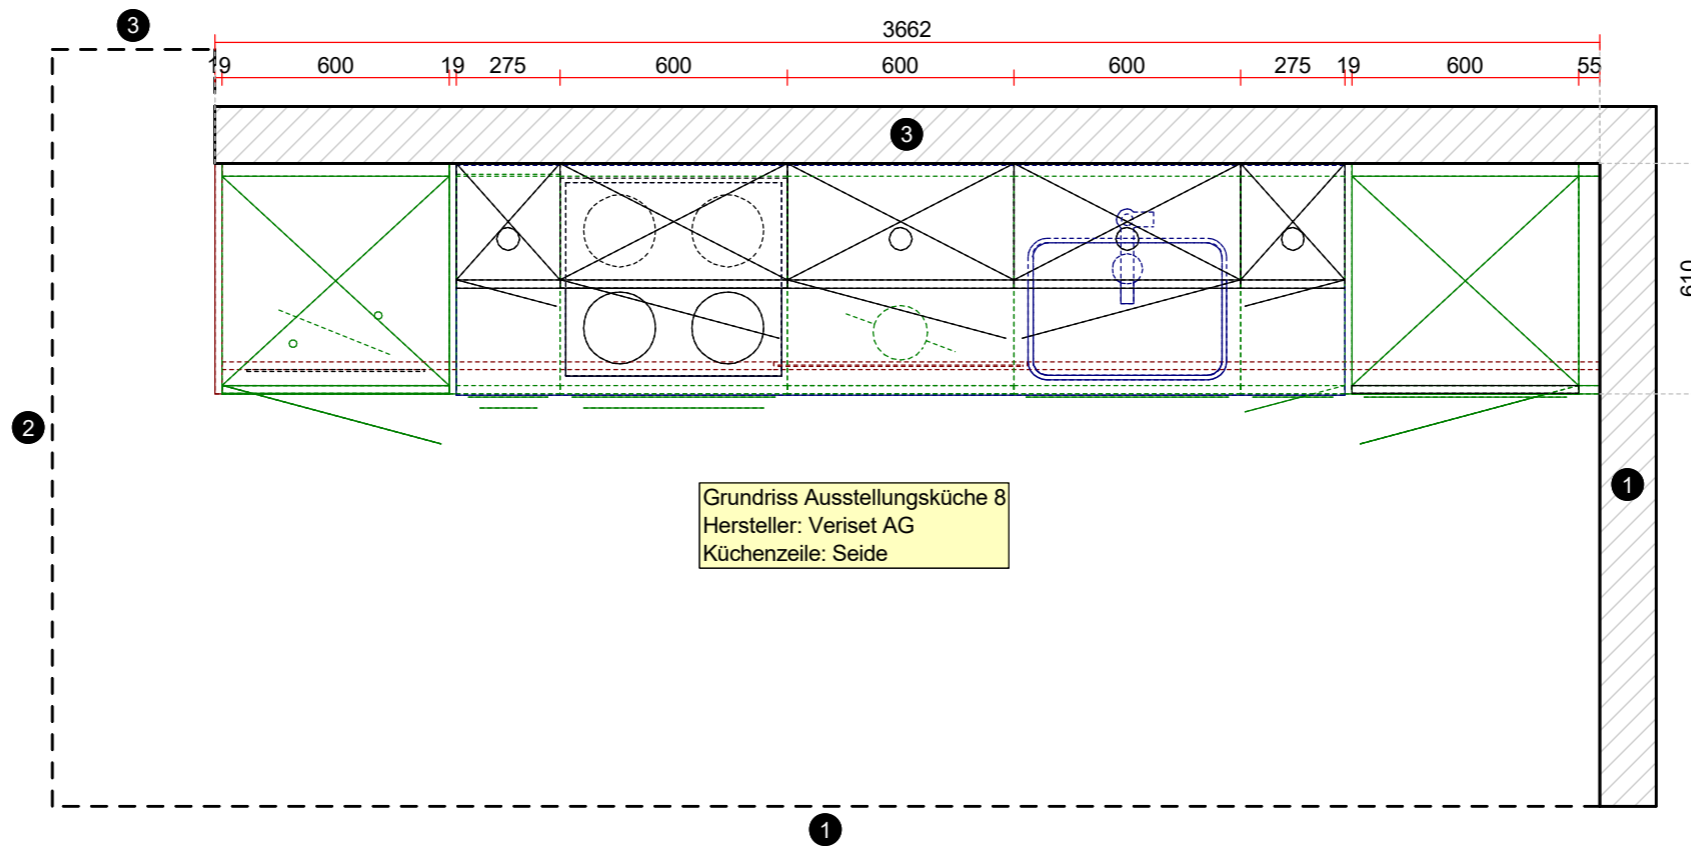 3
3662
19 600 19 275 600 600 600 275 19 600 55
3
610
2
1
Grundriss Ausstellungsküche 8
Hersteller: Veriset AG
Küchenzeile: Seide
1